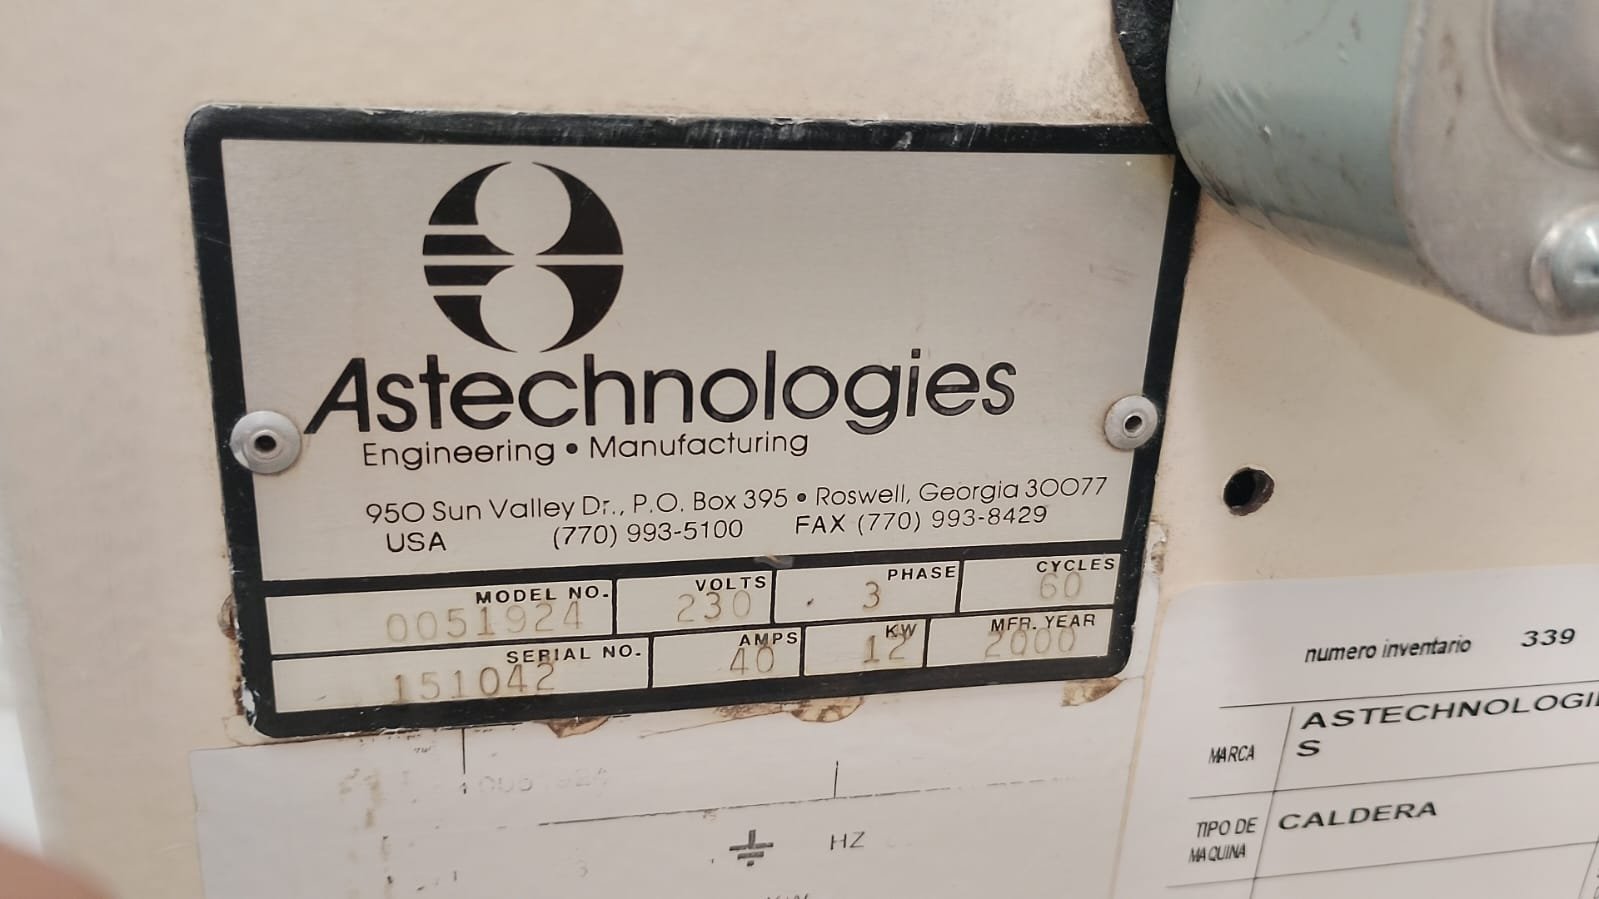 Astechnologies
Engineering • Manufacturing
950 Sun Valley Dr., P.O. Box 395 • Roswell, Georgia 30077
USA (770) 993-5100 FAX (770) 993-8429
MODEL NO. VOLTS PHASE CYCLES
0051924 230 3 60
SERIAL NO. AMPS KW MFR. YEAR
151042 40 12 2000
HZ
numero inventario 339
MARCA ASTECHNOLOGIE
S
TIPO DE MAQUINA CALDERA